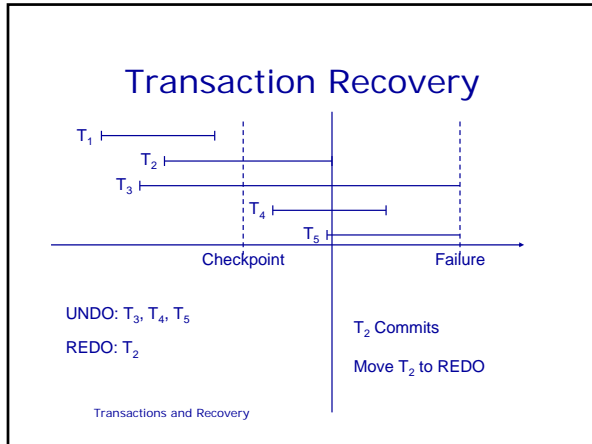 Transaction Recovery
T₁
T₂
T₃
T₄
T₅
Checkpoint
Failure
UNDO: T₃, T₄, T₅
REDO: T₂
T₂ Commits
Move T₂ to REDO
Transactions and Recovery